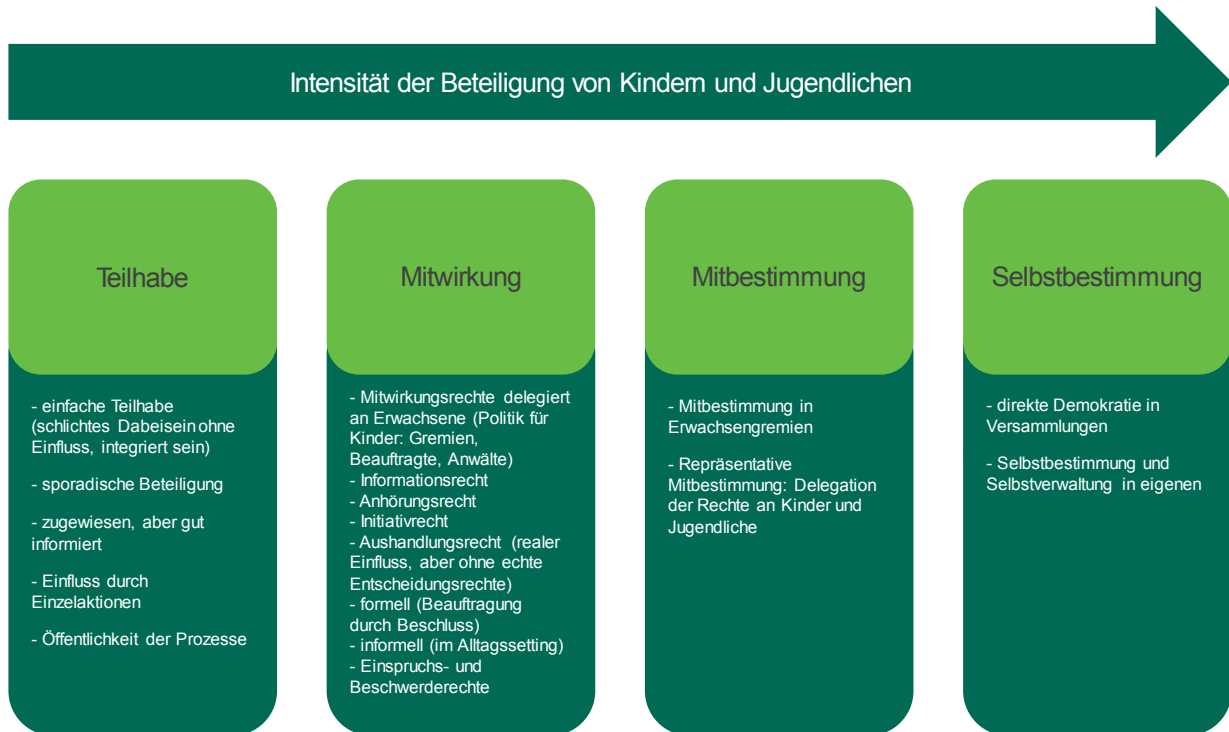 Intensität der Beteiligung von Kindern und Jugendlichen
Teilhabe
- einfache Teilhabe
(schlichtes Dabeisein ohne
Einfluss, integriert sein)
- sporadische Beteiligung
- zugewiesen, aber gut
informiert
- Einfluss durch
Einzelaktionen
- Öffentlichkeit der Prozesse
Mitwirkung
- Mitwirkungsrechte delegiert
an Erwachsene (Politik für
Kinder: Gremien,
Beauftragte, Anwälte)
- Informationsrecht
- Anhörungsrecht
- Initiativrecht
- Aushandlungsrecht (realer
Einfluss, aber ohne echte
Entscheidungsrechte)
- formell (Beauftragung
durch Beschluss)
- informell (im Alltagssetting)
- Einspruchs- und
Beschwerderechte
Mitbestimmung
- Mitbestimmung in
Erwachsengremien
- Repräsentative
Mitbestimmung: Delegation
der Rechte an Kinder und
Jugendliche
Selbstbestimmung
- direkte Demokratie in
Versammlungen
- Selbstbestimmung und
Selbstverwaltung in eigenen